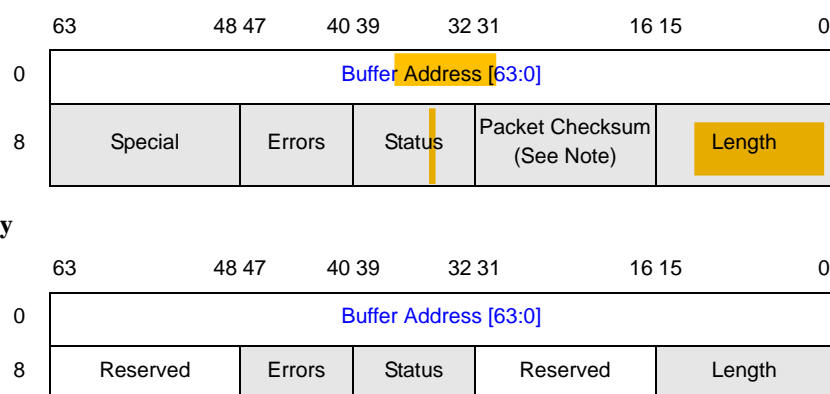 63 48 47 40 39 32 31 16 15 0
0 Buffer Address [63:0]
8 Special Errors Status Packet Checksum (See Note) Length
y
63 48 47 40 39 32 31 16 15 0
0 Buffer Address [63:0]
8 Reserved Errors Status Reserved Length